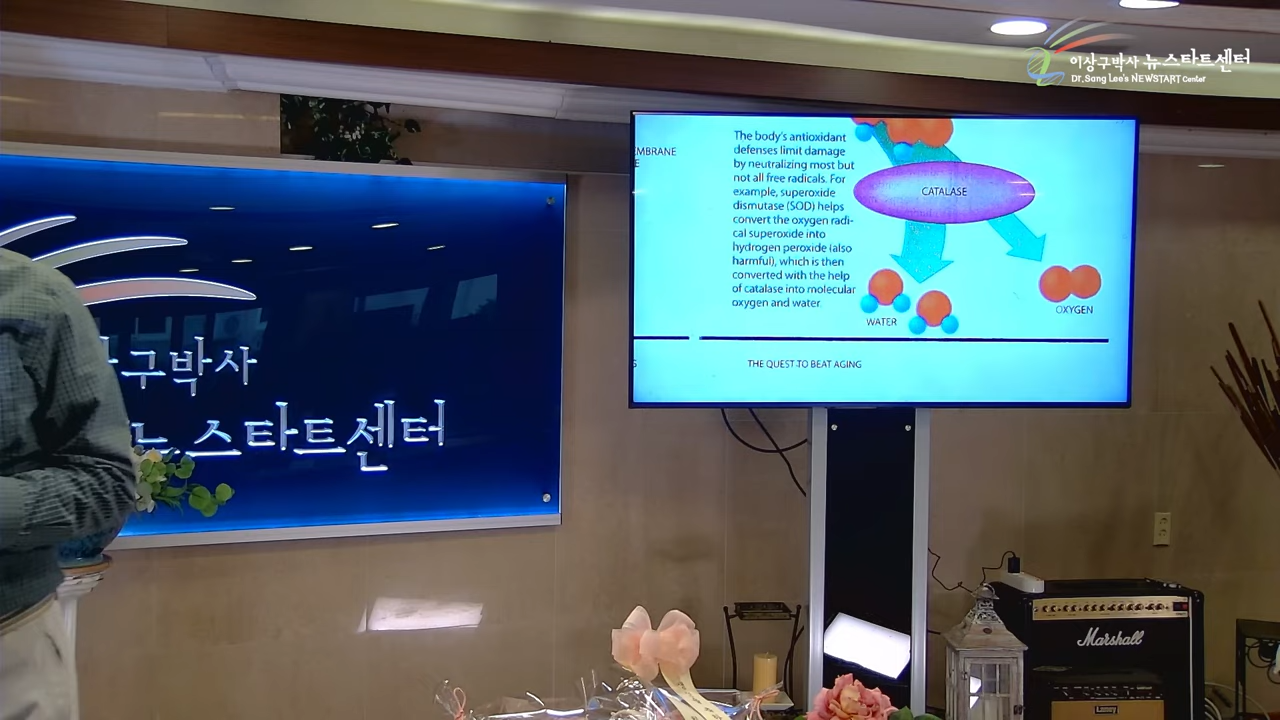 이상구박사 뉴스타트센터
Dr. Sang Lee's NEWSTART Center
MBRANE
E
The body's antioxidant
defenses limit damage
by neutralizing most but
not all free radicals. For
example, superoxide
dismutase (SOD) helps
convert the oxygen radi-
cal superoxide into
hydrogen peroxide (also
harmful), which is then
converted with the help
of catalase into molecular
oxygen and water.
CATALASE
WATER
OXYGEN
THE QUEST TO BEAT AGING
구박사
뉴스타트센터
Marshall
Laney